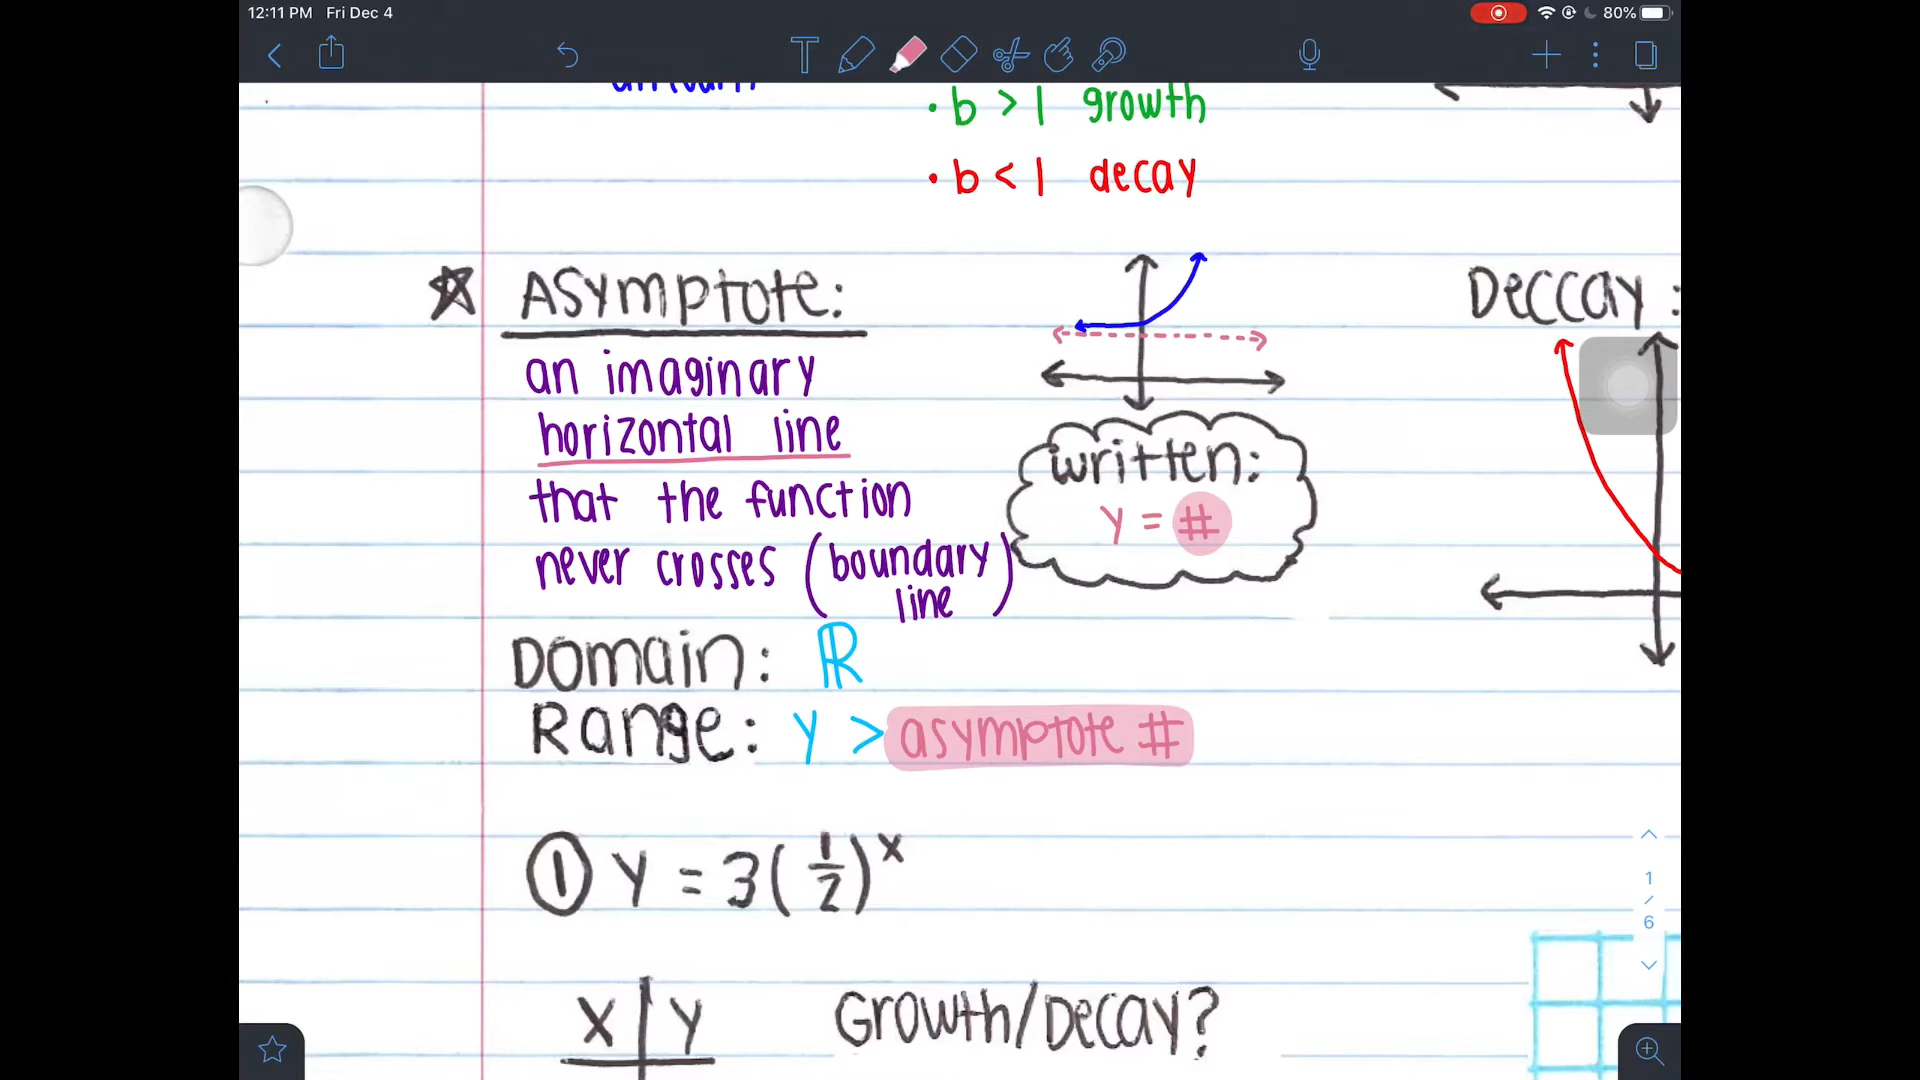 12:11 PM Fri Dec 4
80%
• b > 1 growth
• b < 1 decay
Asymptote:
an imaginary
horizontal line
that the function
never crosses (boundary
line)
written:
y = #
Deccay:
Domain: ℝ
Range: y > asymptote #
① y = 3(1/2)^x
x | y
Growth/Decay?
1
/
6